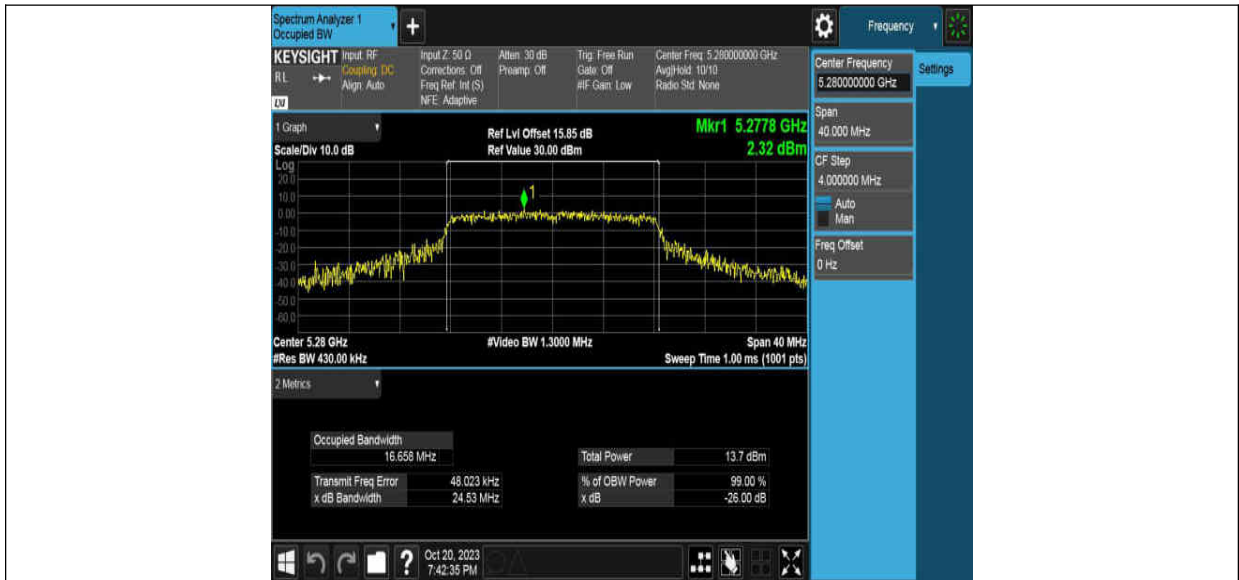 Spectrum Analyzer 1
Occupied BW
+
Frequency
KEYSIGHT
RL
LXI
Input: RF
Coupling: DC
Align: Auto
Input Z: 50 Ω
Corrections: Off
Freq Ref: Int (S)
NFE: Adaptive
Atten: 30 dB
Preamp: Off
Trig: Free Run
Gate: Off
#IF Gain: Low
Center Freq: 5.280000000 GHz
Avg|Hold: 10/10
Radio Std: None
Center Frequency
5.280000000 GHz
Settings
Span
40.000 MHz
CF Step
4.000000 MHz
Auto
Man
Freq Offset
0 Hz
1 Graph
Scale/Div 10.0 dB
Ref Lvl Offset 15.85 dB
Ref Value 30.00 dBm
Mkr1 5.2778 GHz
2.32 dBm
Log
20.0
10.0
0.00
-10.0
-20.0
-30.0
-40.0
-50.0
-60.0
1
Center 5.28 GHz
#Video BW 1.3000 MHz
Span 40 MHz
#Res BW 430.00 kHz
Sweep Time 1.00 ms (1001 pts)
2 Metrics
Occupied Bandwidth
16.658 MHz
Total Power 13.7 dBm
Transmit Freq Error 48.023 kHz
% of OBW Power 99.00 %
x dB Bandwidth 24.53 MHz
x dB -26.00 dB
?
Oct 20, 2023
7:42:35 PM